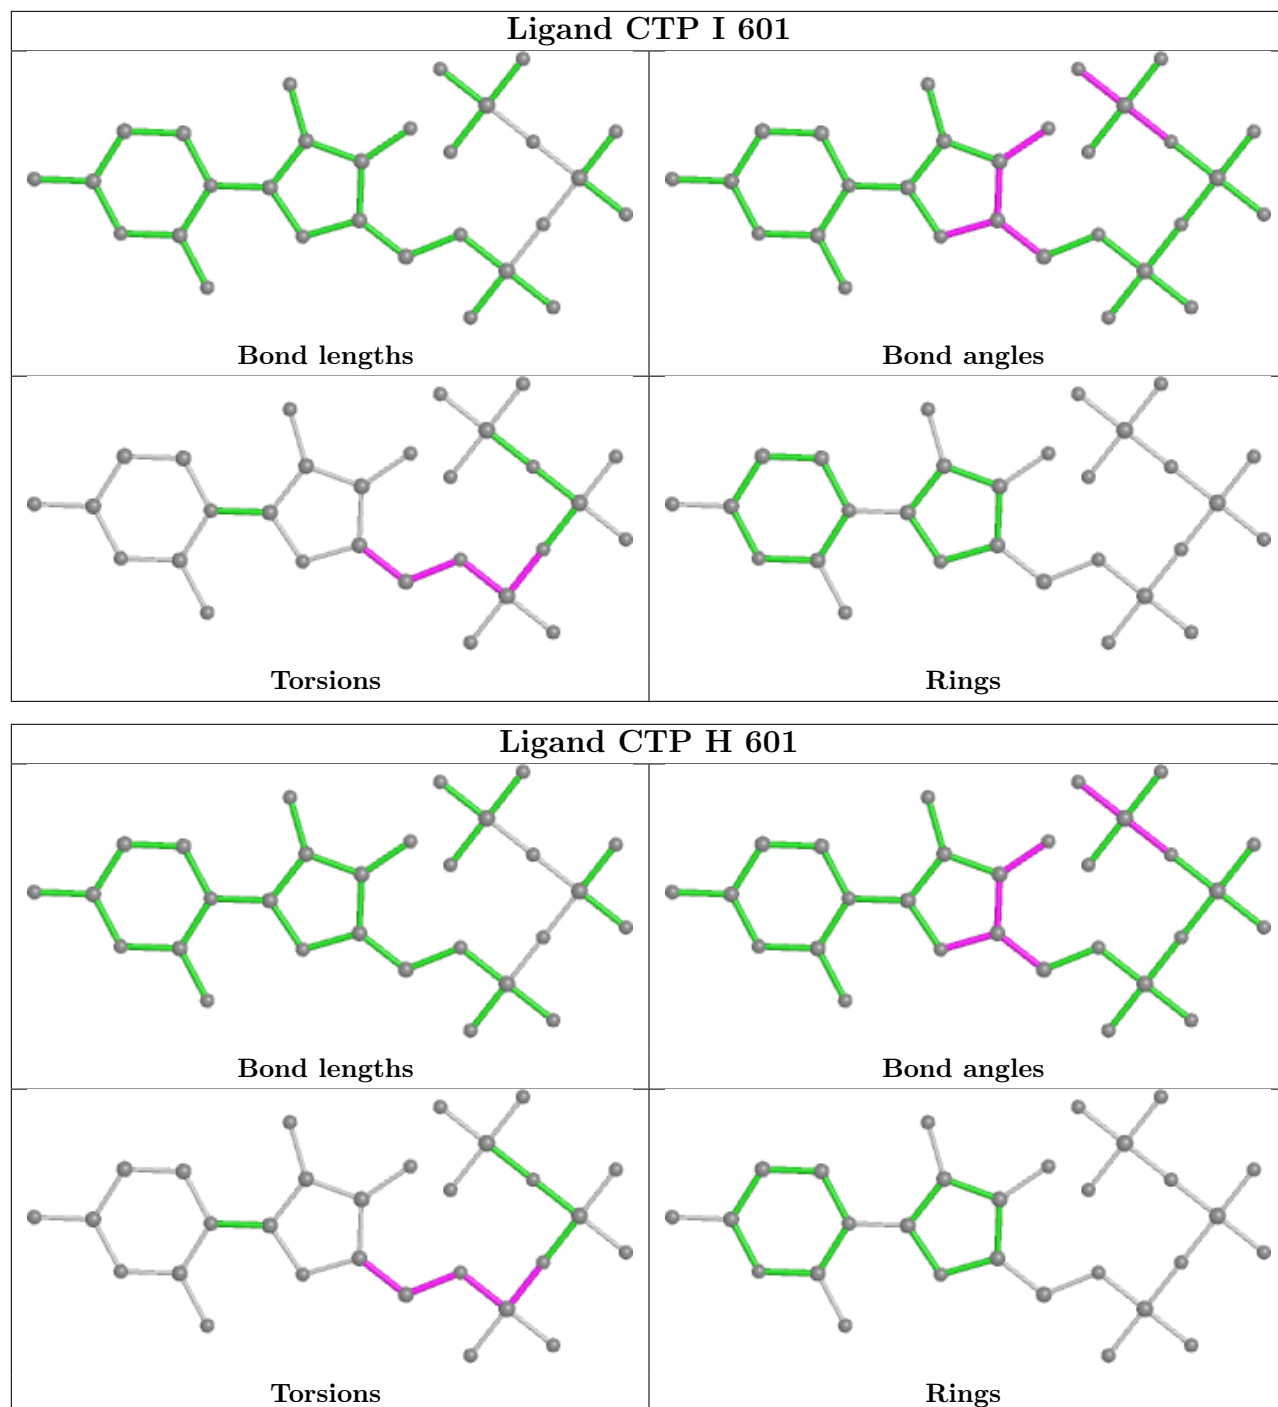 Ligand CTP I 601
Bond lengths
Bond angles
Torsions
Rings
Ligand CTP H 601
Bond lengths
Bond angles
Torsions
Rings